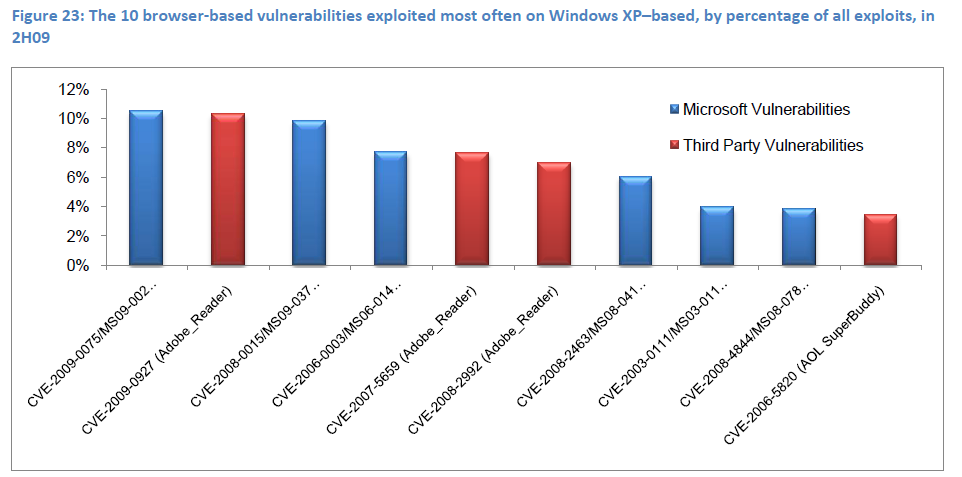 Figure 23: The 10 browser-based vulnerabilities exploited most often on Windows XP–based, by percentage of all exploits, in
2H09
12%
10%
8%
6%
4%
2%
0%
Microsoft Vulnerabilities
Third Party Vulnerabilities
CVE-2009-0075/MS09-002...
CVE-2009-0927 (Adobe_Reader)
CVE-2008-0015/MS09-037...
CVE-2006-0003/MS06-014...
CVE-2007-5659 (Adobe_Reader)
CVE-2008-2992 (Adobe_Reader)
CVE-2008-2463/MS08-041...
CVE-2003-0111/MS03-011...
CVE-2008-4844/MS08-078...
CVE-2006-5820 (AOL SuperBuddy)